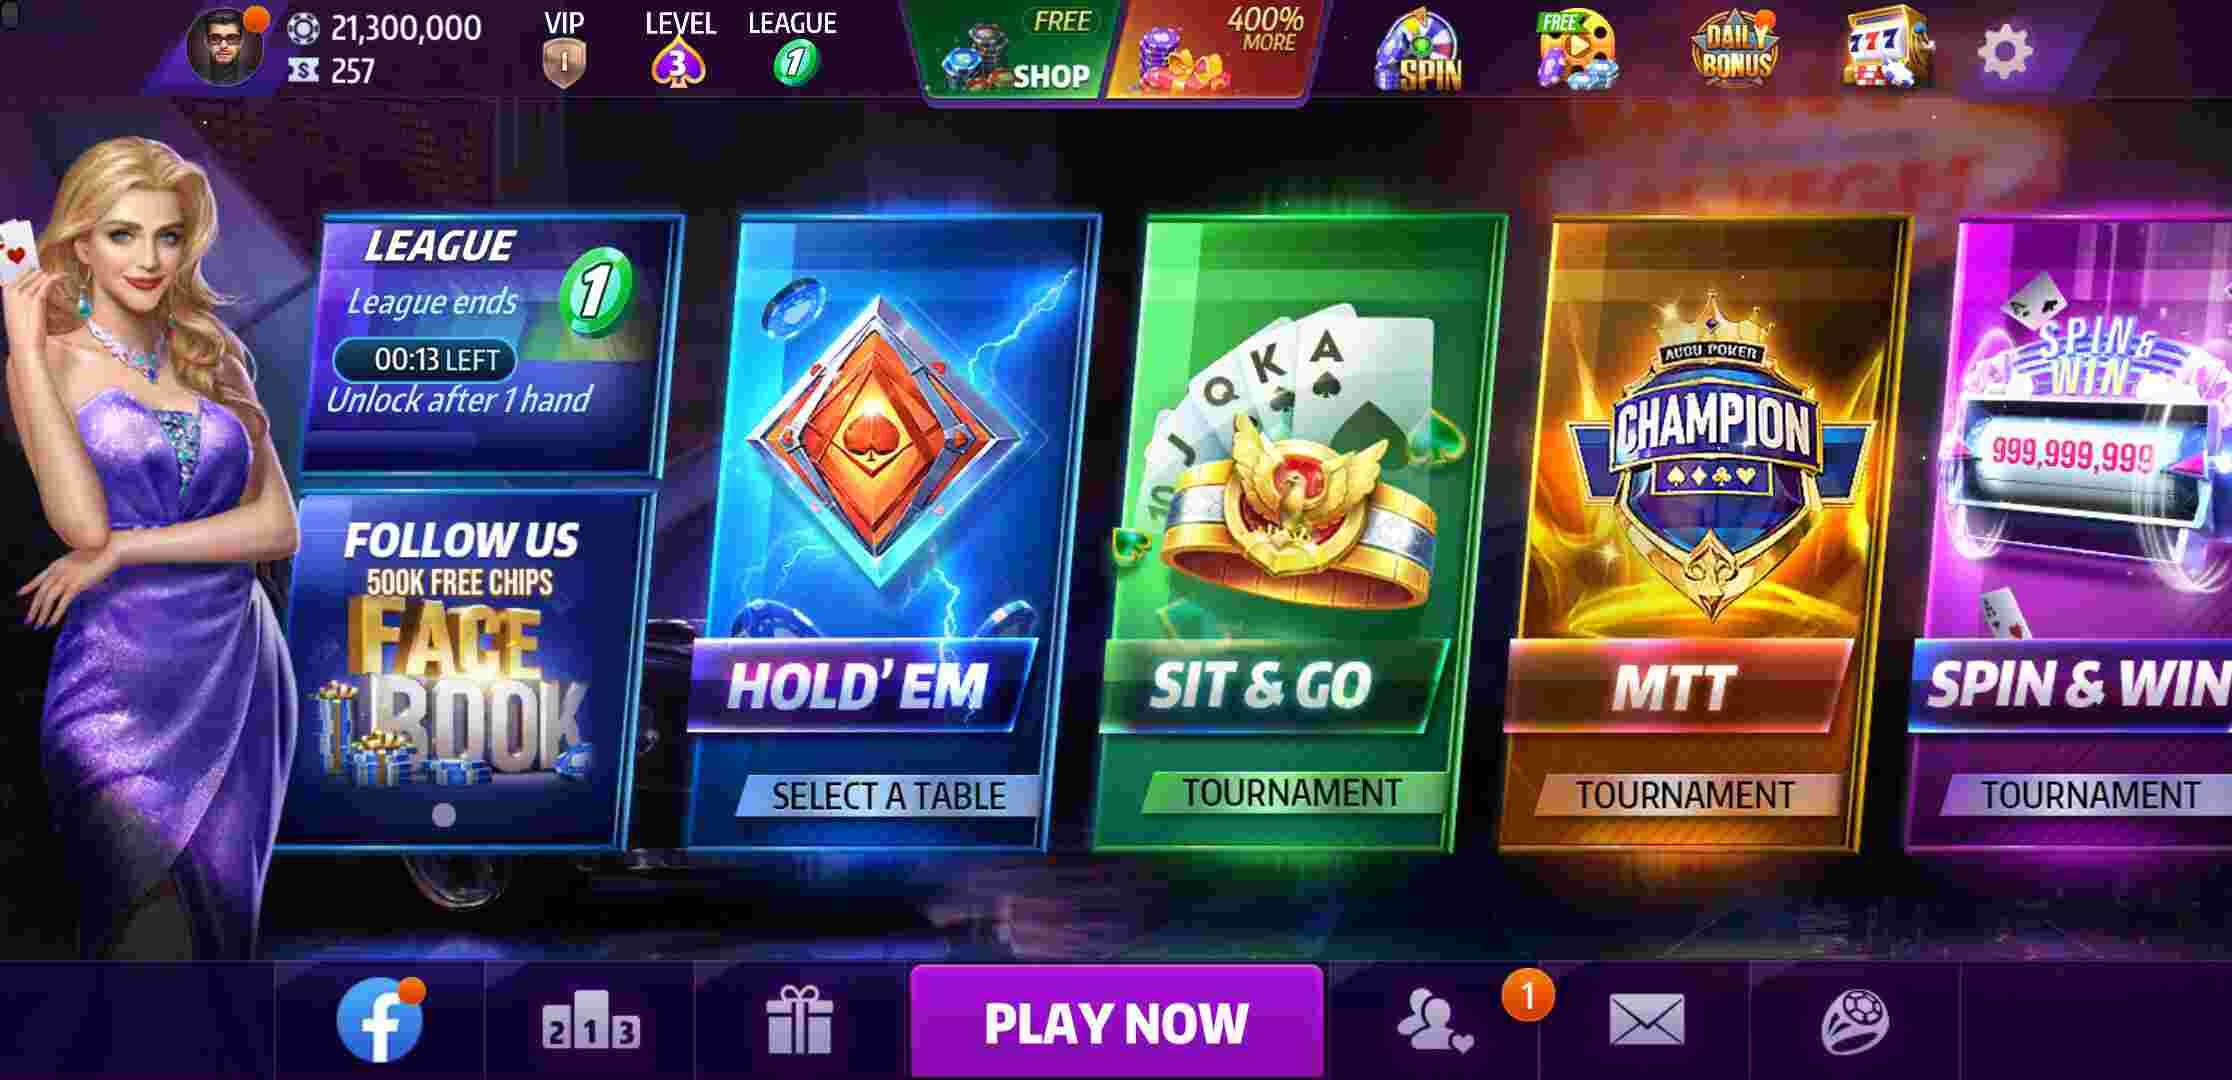 21,300,000
257
VIP
1
LEVEL
3
LEAGUE
1
FREE
SHOP
400%
MORE
SPIN
FREE
DAILY
BONUS
777
LEAGUE
League ends
1
00:13 LEFT
Unlock after 1 hand
FOLLOW US
500K FREE CHIPS
FACE
BOOK
HOLD' EM
SELECT A TABLE
10
J
Q
K
A
SIT & GO
TOURNAMENT
CHAMPION
MTT
TOURNAMENT
SPIN &
WIN
999,999,999
SPIN & WIN
TOURNAMENT
f
2 1 3
PLAY NOW
1